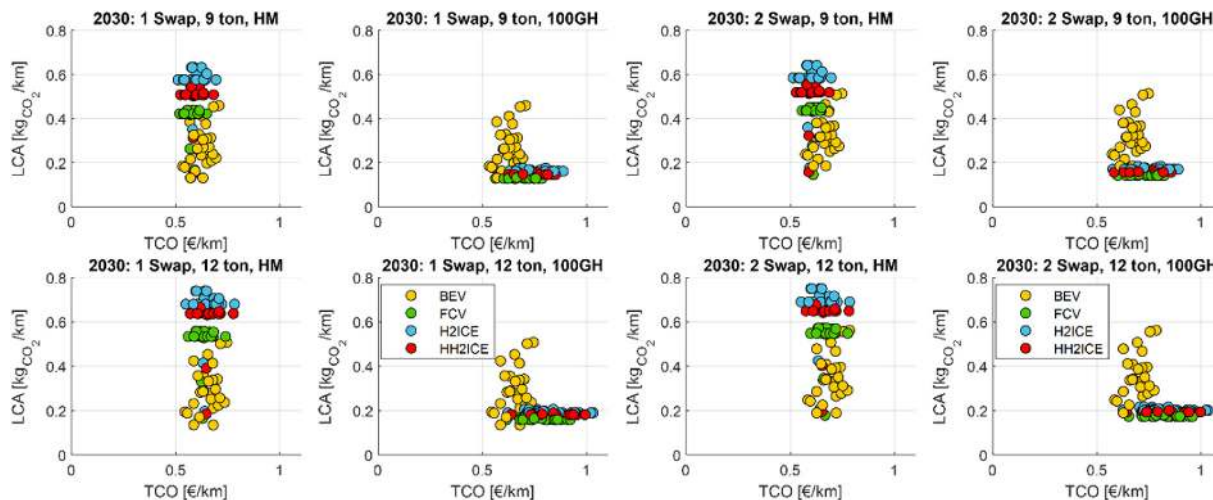 2030: 1 Swap, 9 ton, HM
0.8
0.6
0.4
0.2
0
LCA [kg_CO_2/km]
0 0.5 1
TCO [€/km]
2030: 1 Swap, 9 ton, 100GH
0.8
0.6
0.4
0.2
0
LCA [kg_CO_2/km]
0 0.5 1
TCO [€/km]
2030: 2 Swap, 9 ton, HM
0.8
0.6
0.4
0.2
0
LCA [kg_CO_2/km]
0 0.5 1
TCO [€/km]
2030: 2 Swap, 9 ton, 100GH
0.8
0.6
0.4
0.2
0
LCA [kg_CO_2/km]
0 0.5 1
TCO [€/km]
2030: 1 Swap, 12 ton, HM
0.8
0.6
0.4
0.2
0
LCA [kg_CO_2/km]
0 0.5 1
TCO [€/km]
2030: 1 Swap, 12 ton, 100GH
0.8
0.6
0.4
0.2
0
LCA [kg_CO_2/km]
BEV
FCV
H2ICE
HH2ICE
0 0.5 1
TCO [€/km]
2030: 2 Swap, 12 ton, HM
0.8
0.6
0.4
0.2
0
LCA [kg_CO_2/km]
0 0.5 1
TCO [€/km]
2030: 2 Swap, 12 ton, 100GH
0.8
0.6
0.4
0.2
0
LCA [kg_CO_2/km]
BEV
FCV
H2ICE
HH2ICE
0 0.5 1
TCO [€/km]